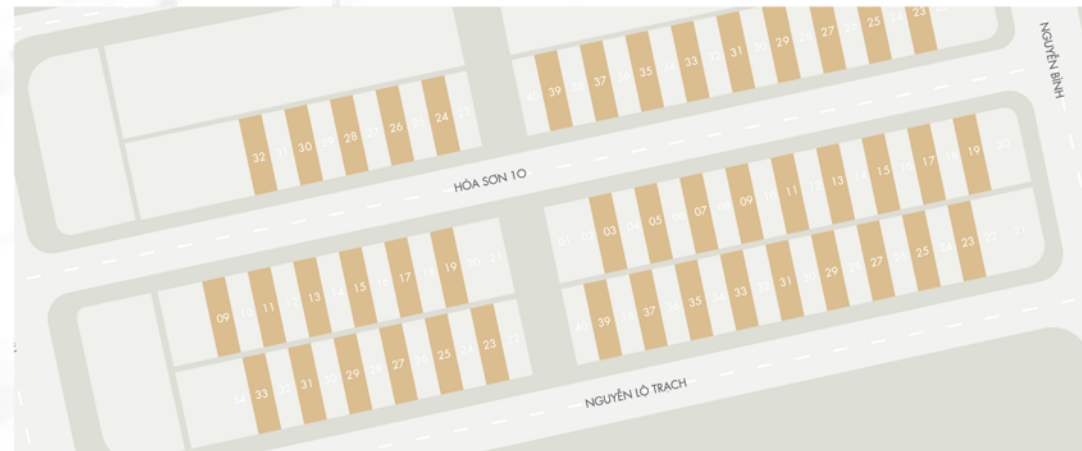 40 39 38 37 36 35 34 33 32 31 30 29 28 27 26 25 24 23
NGUYỄN BÌNH
32 31 30 29 28 27 26 25 24 23
HÓA SƠN 10
01 02 03 04 05 06 07 08 09 10 11 12 13 14 15 16 17 18 19 20
40 39 38 37 36 35 34 33 32 31 30 29 28 27 26 25 24 23 22 21
09 10 11 12 13 14 15 16 17 18 19 20 21
34 33 32 31 30 29 28 27 26 25 24 23 22
NGUYỄN LỘ TRẠCH